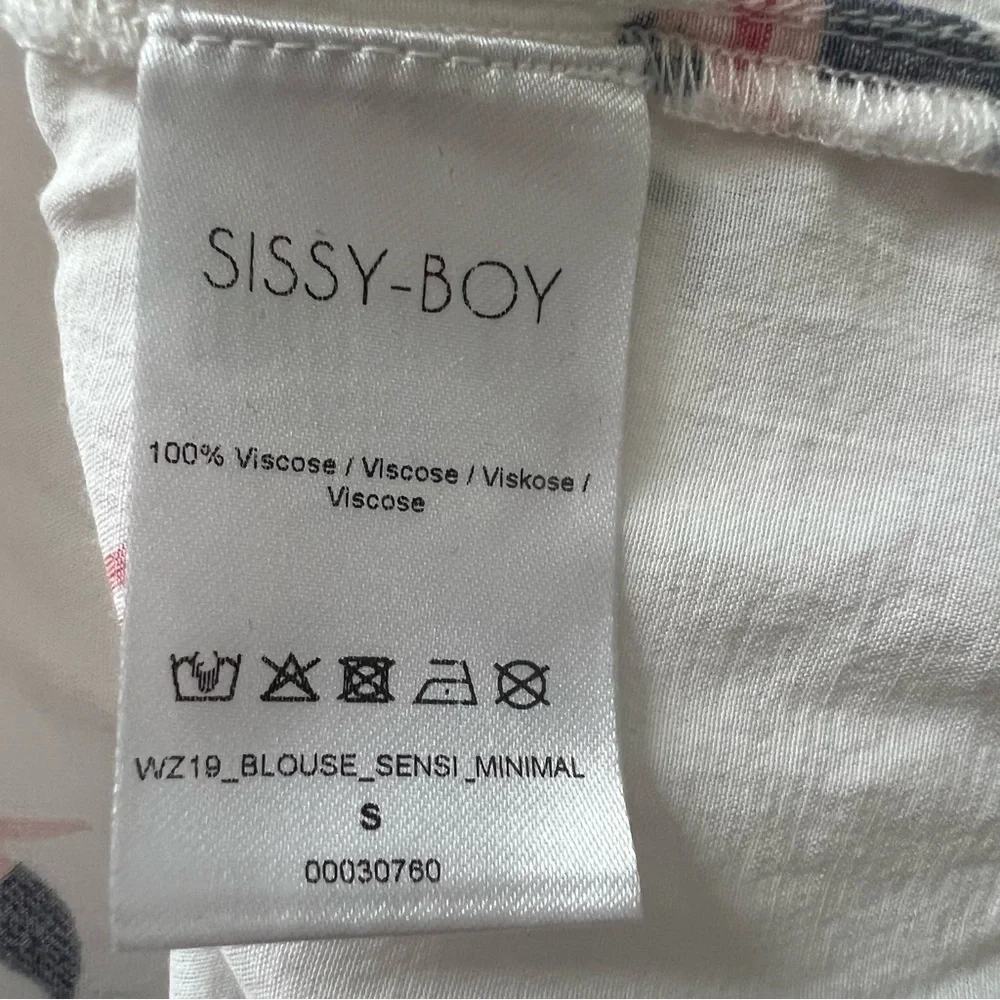 SISSY-BOY
100% Viscose / Viscose / Viskose /
Viscose
WZ19_BLOUSE_SENSI_MINIMAL
S
00030760